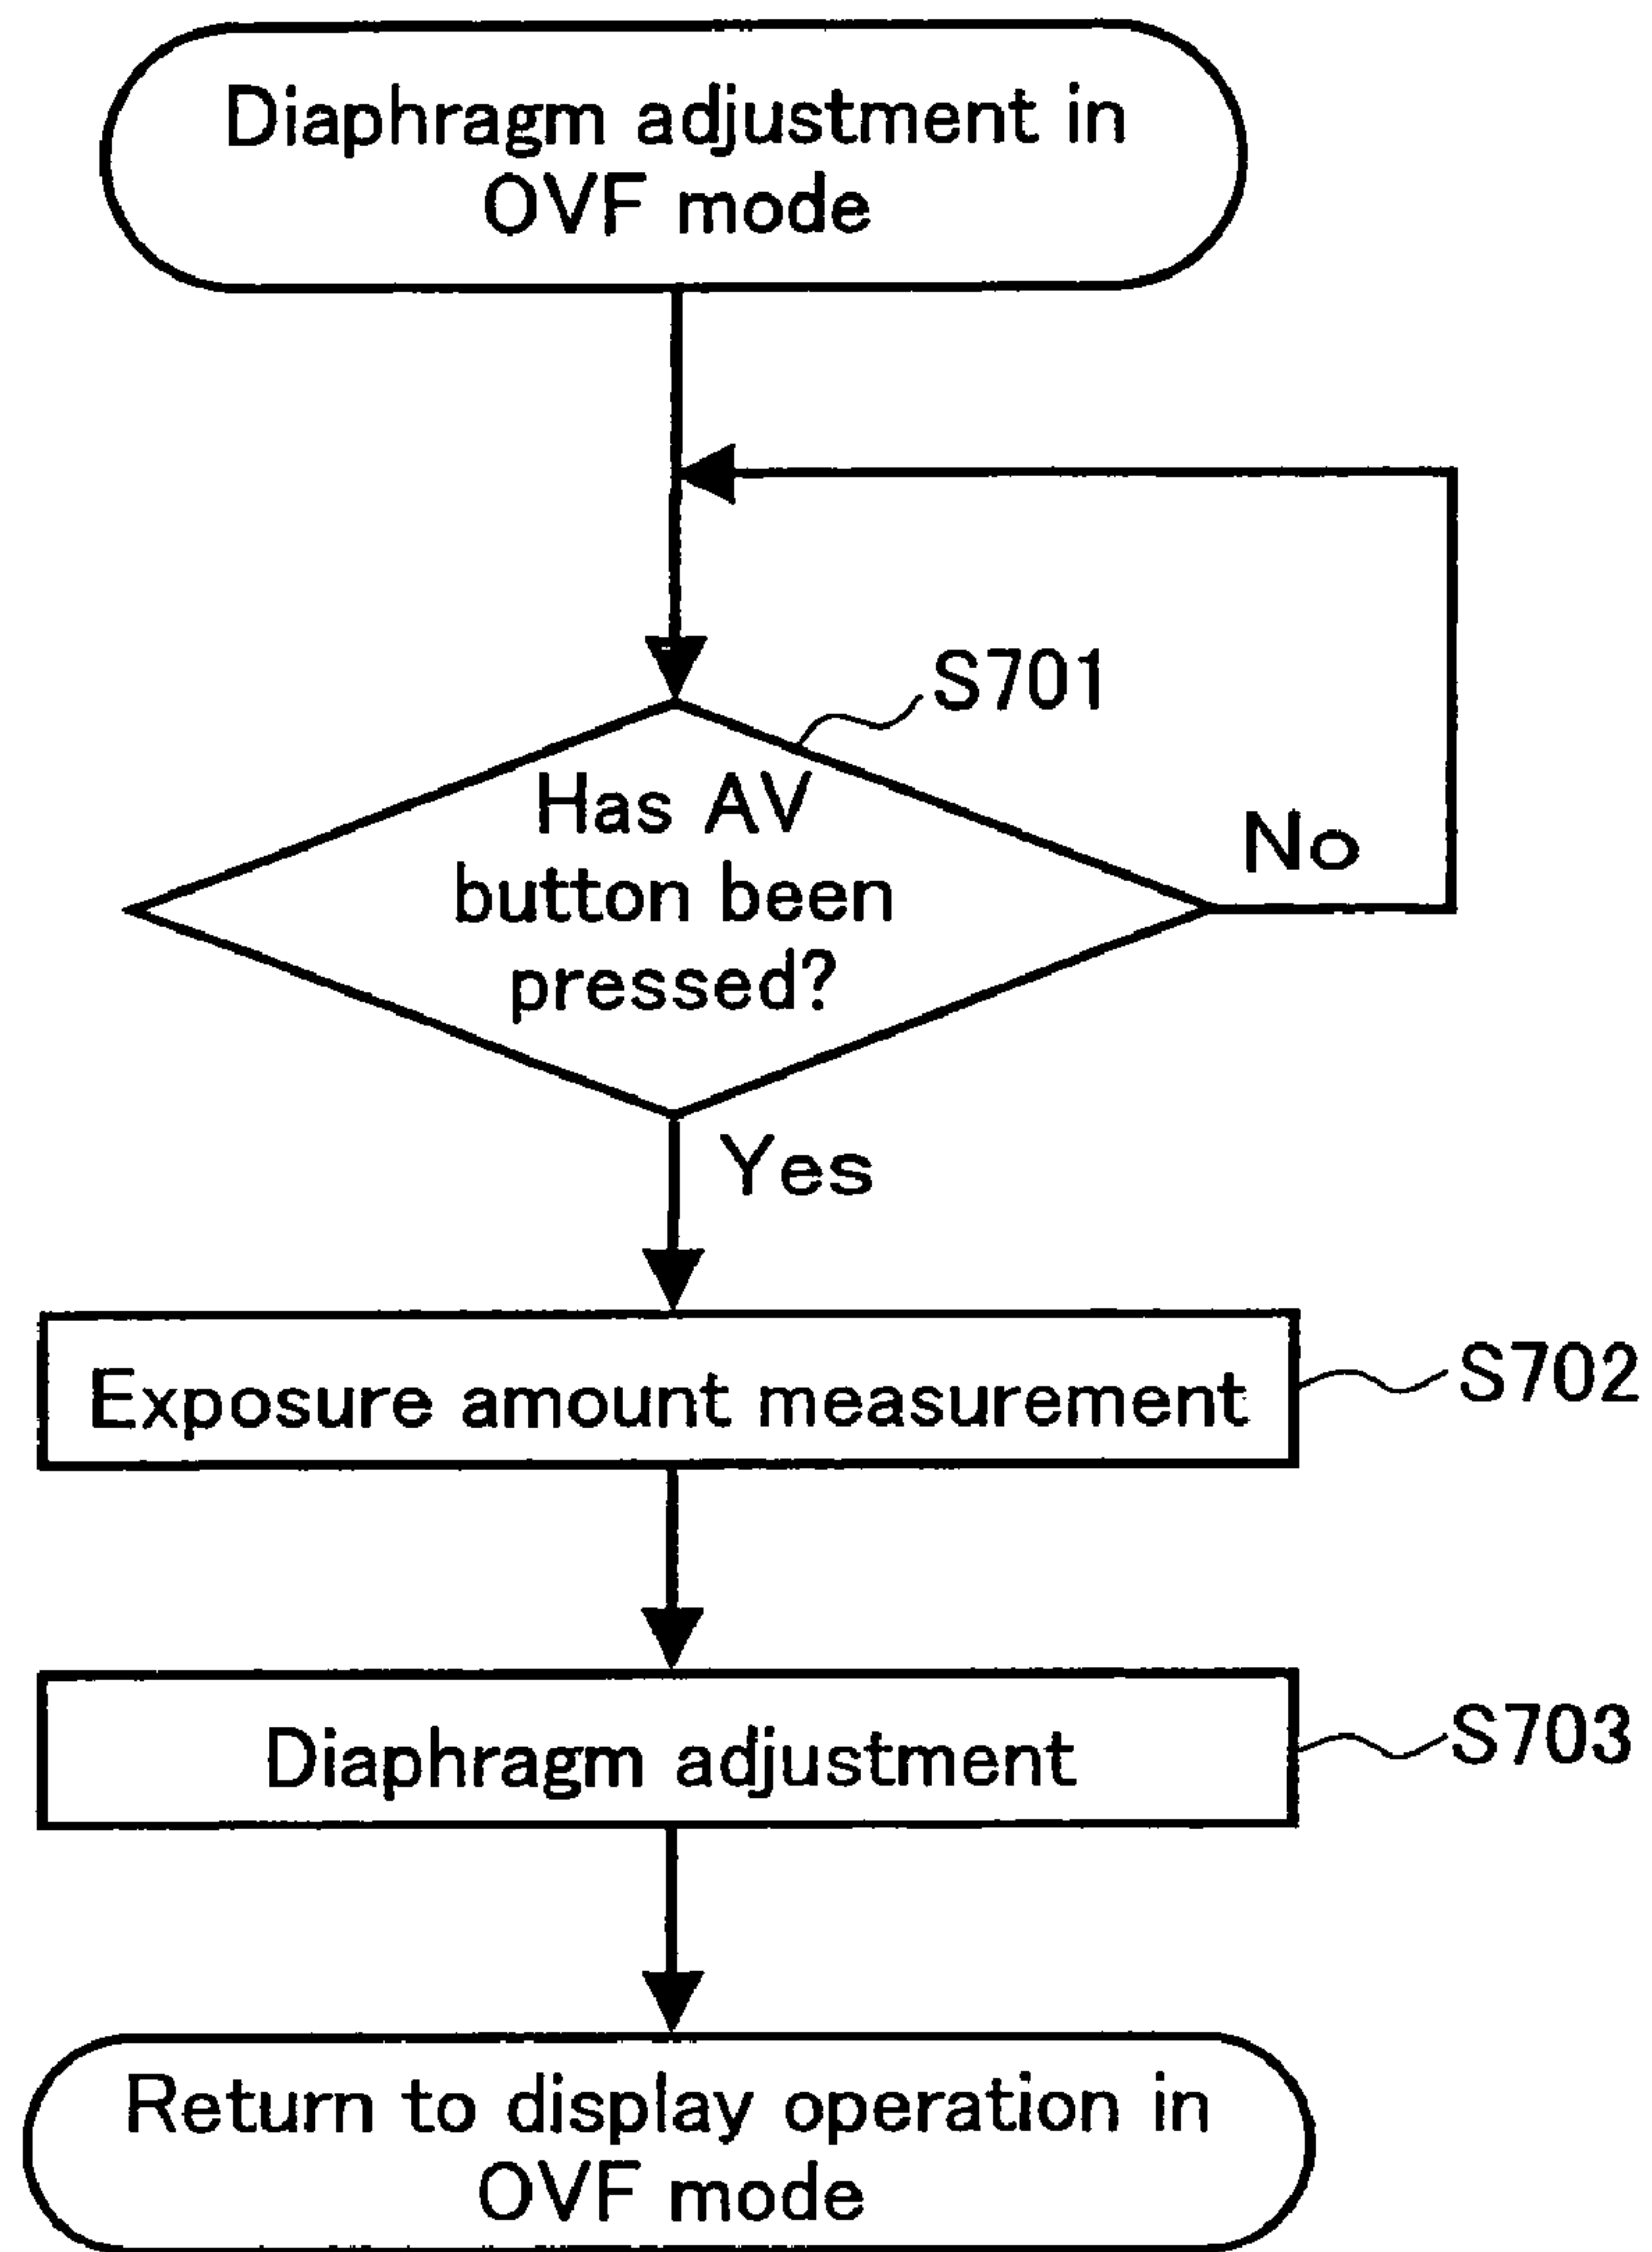 Diaphragm adjustment in
OVF mode
S701
Has AV
button been
pressed?
No
Yes
Exposure amount measurement
S702
Diaphragm adjustment
S703
Return to display operation in
OVF mode